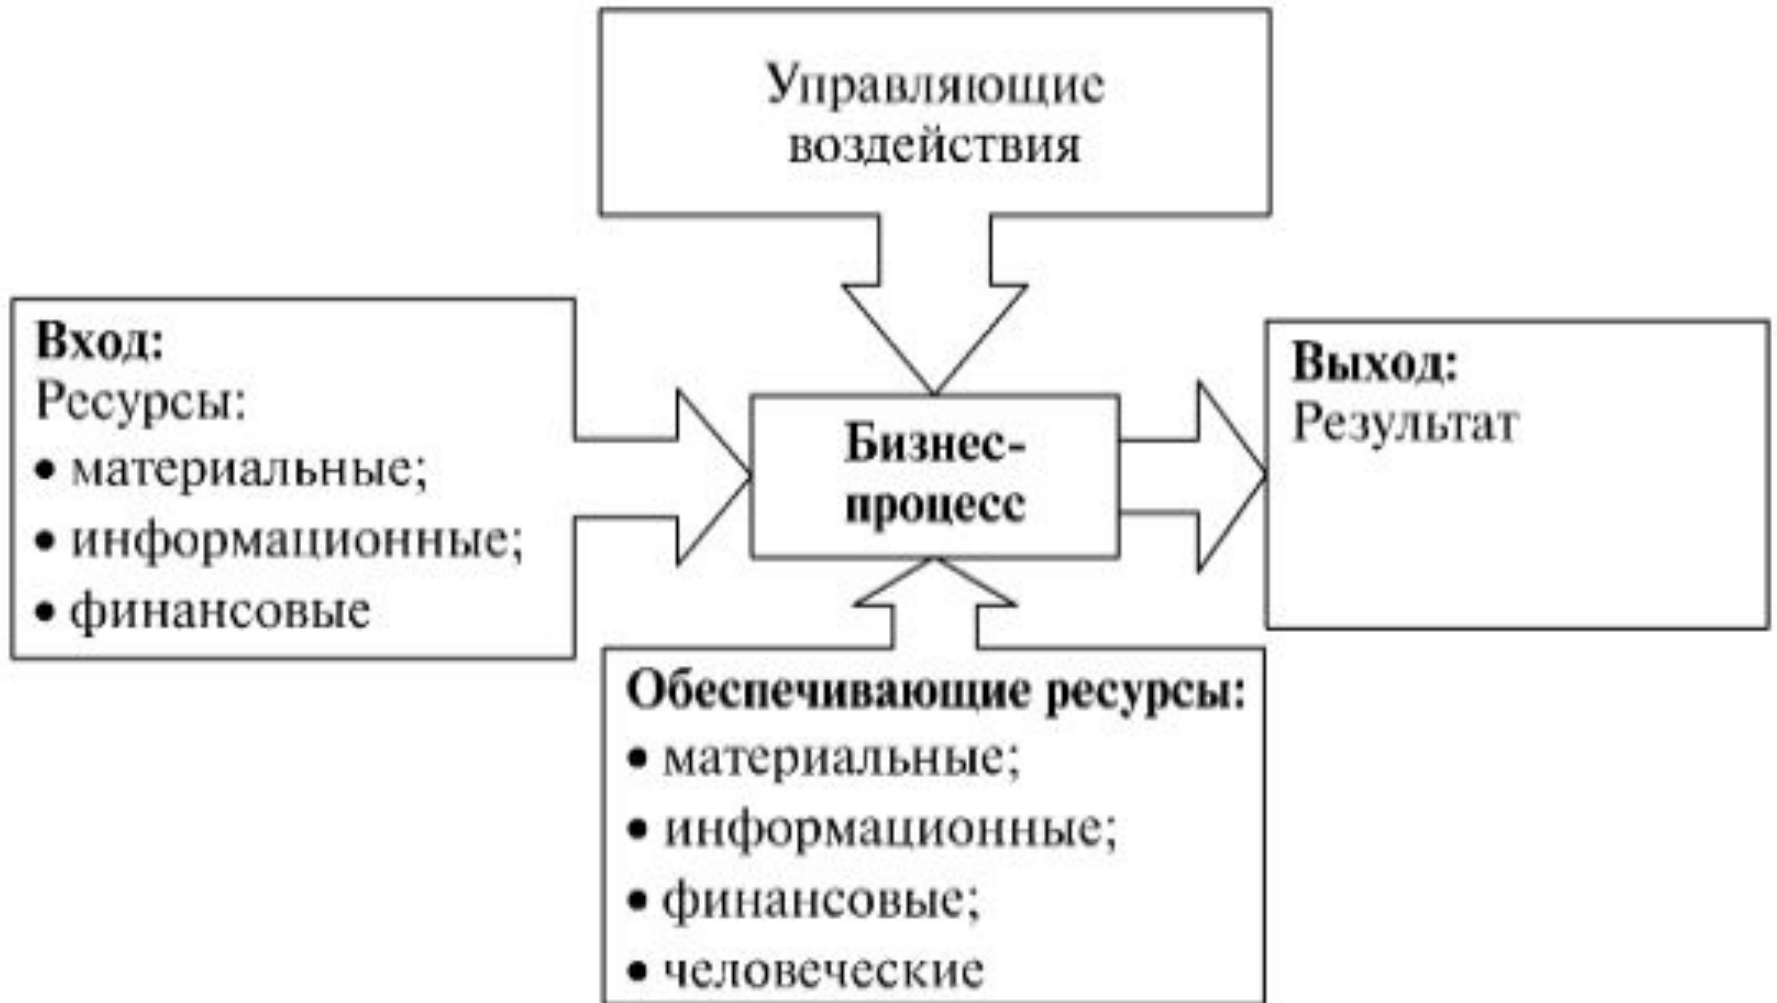 Управляющие
воздействия
Вход:
Ресурсы:
• материальные;
• информационные;
• финансовые
Бизнес-
процесс
Выход:
Результат
Обеспечивающие ресурсы:
• материальные;
• информационные;
• финансовые;
• человеческие